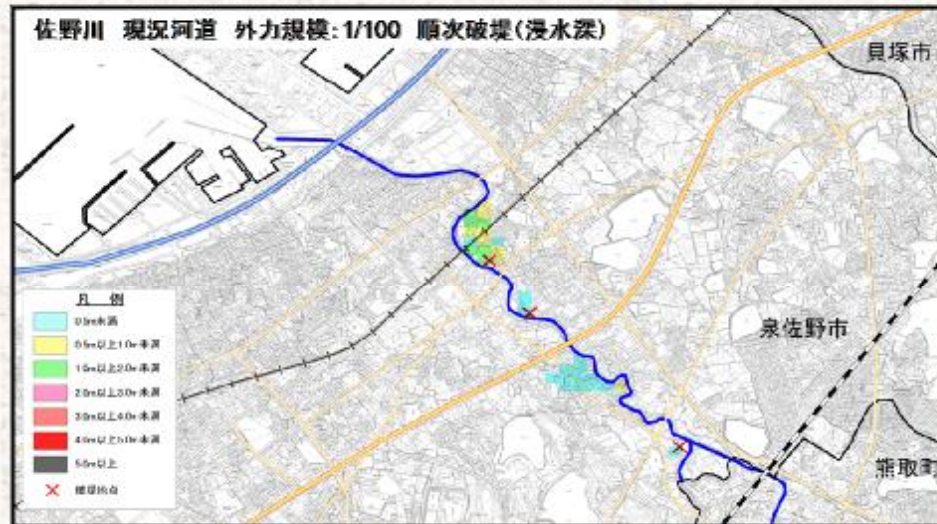 佐野川 現況河道 外力規模：1/100 順次破堤（浸水深）
貝塚市
泉佐野市
熊取町
凡 例
0.5m未満
0.5m以上1.0m未満
1.0m以上2.0m未満
2.0m以上3.0m未満
3.0m以上4.0m未満
4.0m以上5.0m未満
5.0m以上
破堤地点